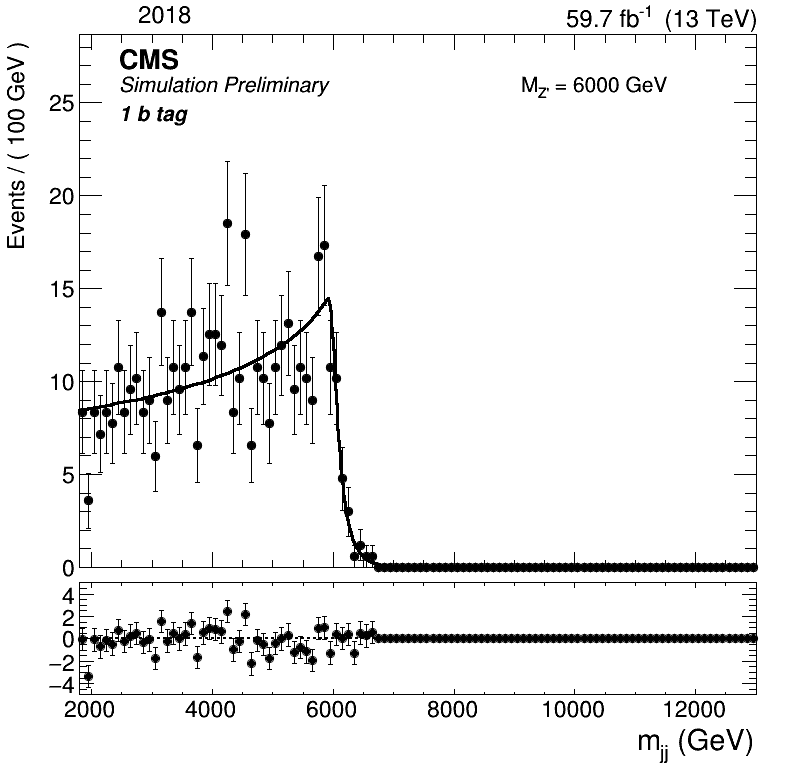 2018 59.7 fb-1 (13 TeV)
CMS
Simulation Preliminary
MZ' = 6000 GeV
1 b tag
Events / ( 100 GeV )
25
20
15
10
5
0
4
2
0
−2
−4
2000 4000 6000 8000 10000 12000
mjj (GeV)